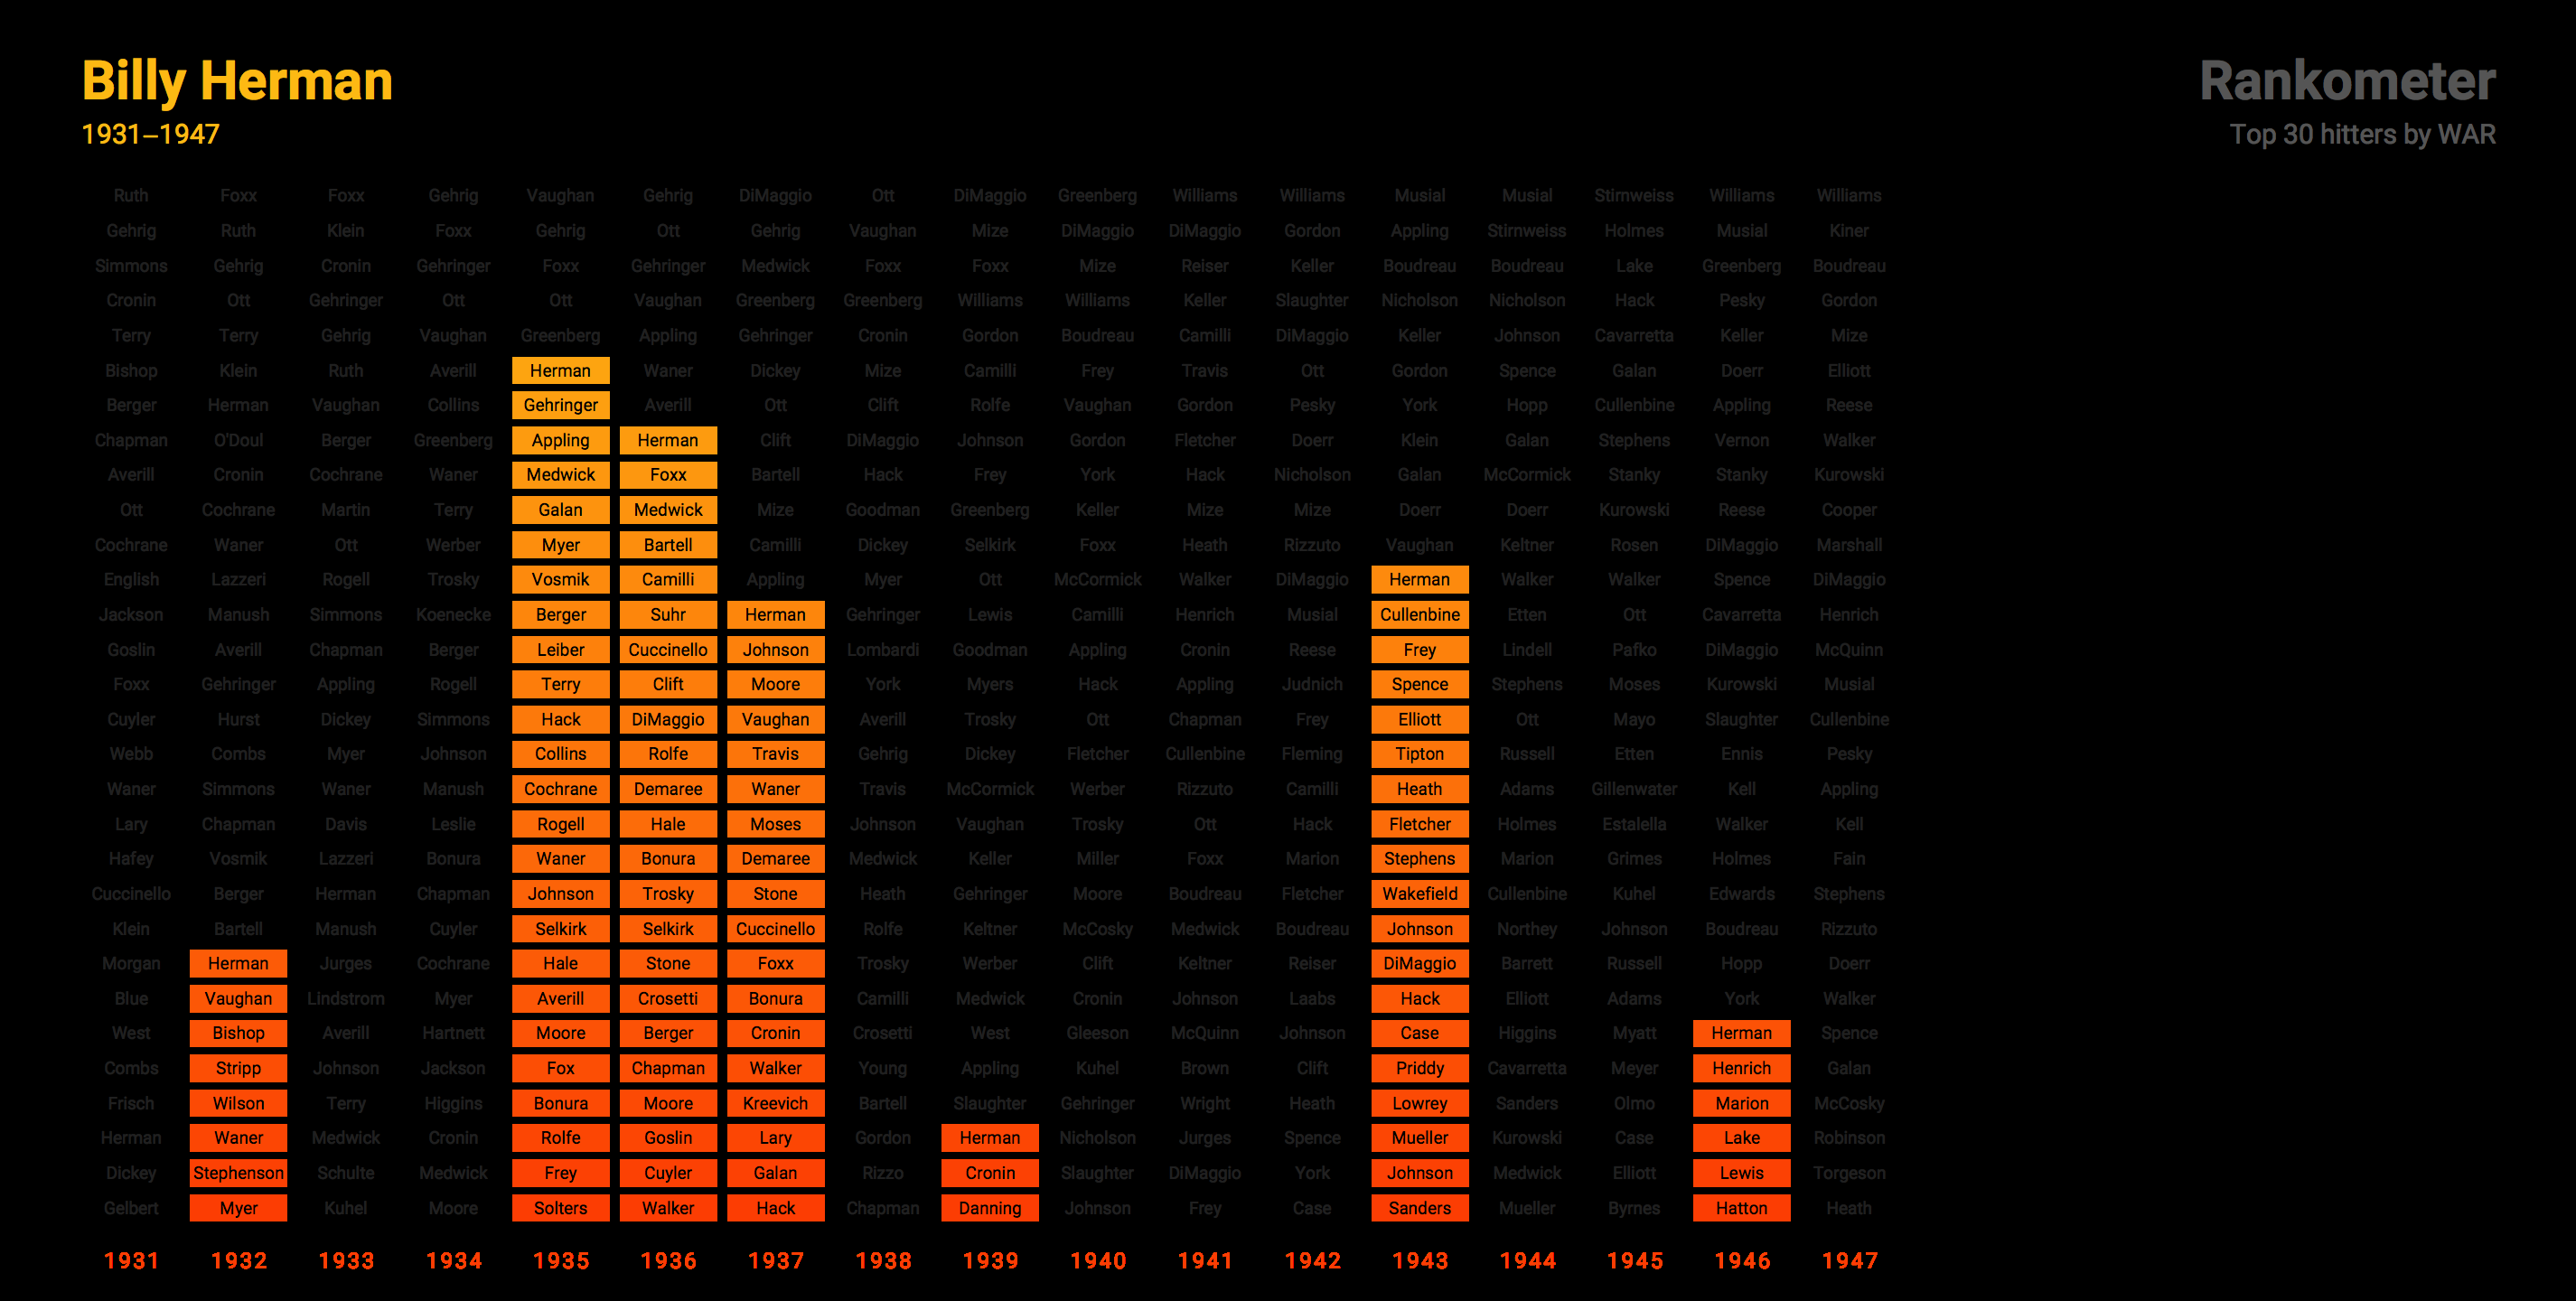 Billy Herman
1931–1947
Rankometer
Top 30 hitters by WAR
Ruth Foxx Foxx Gehrig Vaughan Gehrig DiMaggio Ott DiMaggio Greenberg Williams Williams Musial Musial Stirnweiss Williams Williams
Gehrig Ruth Klein Foxx Gehrig Ott Gehrig Vaughan Mize DiMaggio DiMaggio Gordon Appling Stirnweiss Holmes Musial Kiner
Simmons Gehrig Cronin Gehringer Foxx Gehringer Medwick Foxx Foxx Mize Reiser Keller Boudreau Boudreau Lake Greenberg Boudreau
Cronin Ott Gehringer Ott Ott Vaughan Greenberg Greenberg Williams Williams Keller Slaughter Nicholson Nicholson Hack Pesky Gordon
Terry Terry Gehrig Vaughan Greenberg Appling Gehringer Cronin Gordon Boudreau Camilli DiMaggio Keller Johnson Cavarretta Keller Mize
Bishop Klein Ruth Averill Herman Waner Dickey Mize Camilli Frey Travis Ott Gordon Spence Galan Doerr Elliott
Berger Herman Vaughan Collins Gehringer Averill Ott Clift Rolfe Vaughan Gordon Pesky York Hopp Cullenbine Appling Reese
Chapman O'Doul Berger Greenberg Appling Herman Clift DiMaggio Johnson Gordon Fletcher Doerr Klein Galan Stephens Vernon Walker
Averill Cronin Cochrane Waner Medwick Foxx Bartell Hack Frey York Hack Nicholson Galan McCormick Stanky Stanky Kurowski
Ott Cochrane Martin Terry Galan Medwick Mize Goodman Greenberg Keller Mize Mize Doerr Doerr Kurowski Reese Cooper
Cochrane Waner Ott Werber Myer Bartell Camilli Dickey Selkirk Foxx Heath Rizzuto Vaughan Keltner Rosen DiMaggio Marshall
English Lazzeri Rogell Trosky Vosmik Camilli Appling Myer Ott McCormick Walker DiMaggio Herman Walker Walker Spence DiMaggio
Jackson Manush Simmons Koenecke Berger Suhr Herman Gehringer Lewis Camilli Henrich Musial Cullenbine Etten Ott Cavarretta Henrich
Goslin Averill Chapman Berger Leiber Cuccinello Johnson Lombardi Goodman Appling Cronin Reese Frey Lindell Pafko DiMaggio McQuinn
Foxx Gehringer Appling Rogell Terry Clift Moore York Myers Hack Appling Judnich Spence Stephens Moses Kurowski Musial
Cuyler Hurst Dickey Simmons Hack DiMaggio Vaughan Averill Trosky Ott Chapman Frey Elliott Ott Mayo Slaughter Cullenbine
Webb Combs Myer Johnson Collins Rolfe Travis Gehrig Dickey Fletcher Cullenbine Fleming Tipton Russell Etten Ennis Pesky
Waner Simmons Waner Manush Cochrane Demaree Waner Travis McCormick Werber Rizzuto Camilli Heath Adams Gillenwater Kell Appling
Lary Chapman Davis Leslie Rogell Hale Moses Johnson Vaughan Trosky Ott Hack Fletcher Holmes Estalella Walker Kell
Hafey Vosmik Lazzeri Bonura Waner Bonura Demaree Medwick Keller Miller Foxx Marion Stephens Marion Grimes Holmes Fain
Cuccinello Berger Herman Chapman Johnson Trosky Stone Heath Gehringer Moore Boudreau Fletcher Wakefield Cullenbine Kuhel Edwards Stephens
Klein Bartell Manush Cuyler Selkirk Selkirk Cuccinello Rolfe Keltner McCosky Medwick Boudreau Johnson Northey Johnson Boudreau Rizzuto
Morgan Herman Jurges Cochrane Hale Stone Foxx Trosky Werber Clift Keltner Reiser DiMaggio Barrett Russell Hopp Doerr
Blue Vaughan Lindstrom Myer Averill Crosetti Bonura Camilli Medwick Cronin Johnson Laabs Hack Elliott Adams York Walker
West Bishop Averill Hartnett Moore Berger Cronin Crosetti West Gleeson McQuinn Johnson Case Higgins Myatt Herman Spence
Combs Stripp Johnson Jackson Fox Chapman Walker Young Appling Kuhel Brown Clift Priddy Cavarretta Meyer Henrich Galan
Frisch Wilson Terry Higgins Bonura Moore Kreevich Bartell Slaughter Gehringer Wright Heath Lowrey Sanders Olmo Marion McCosky
Herman Waner Medwick Cronin Rolfe Goslin Lary Gordon Herman Nicholson Jurges Spence Mueller Kurowski Case Lake Robinson
Dickey Stephenson Schulte Medwick Frey Cuyler Galan Rizzo Cronin Slaughter DiMaggio York Johnson Medwick Elliott Lewis Torgeson
Gelbert Myer Kuhel Moore Solters Walker Hack Chapman Danning Johnson Frey Case Sanders Mueller Byrnes Hatton Heath
1931 1932 1933 1934 1935 1936 1937 1938 1939 1940 1941 1942 1943 1944 1945 1946 1947